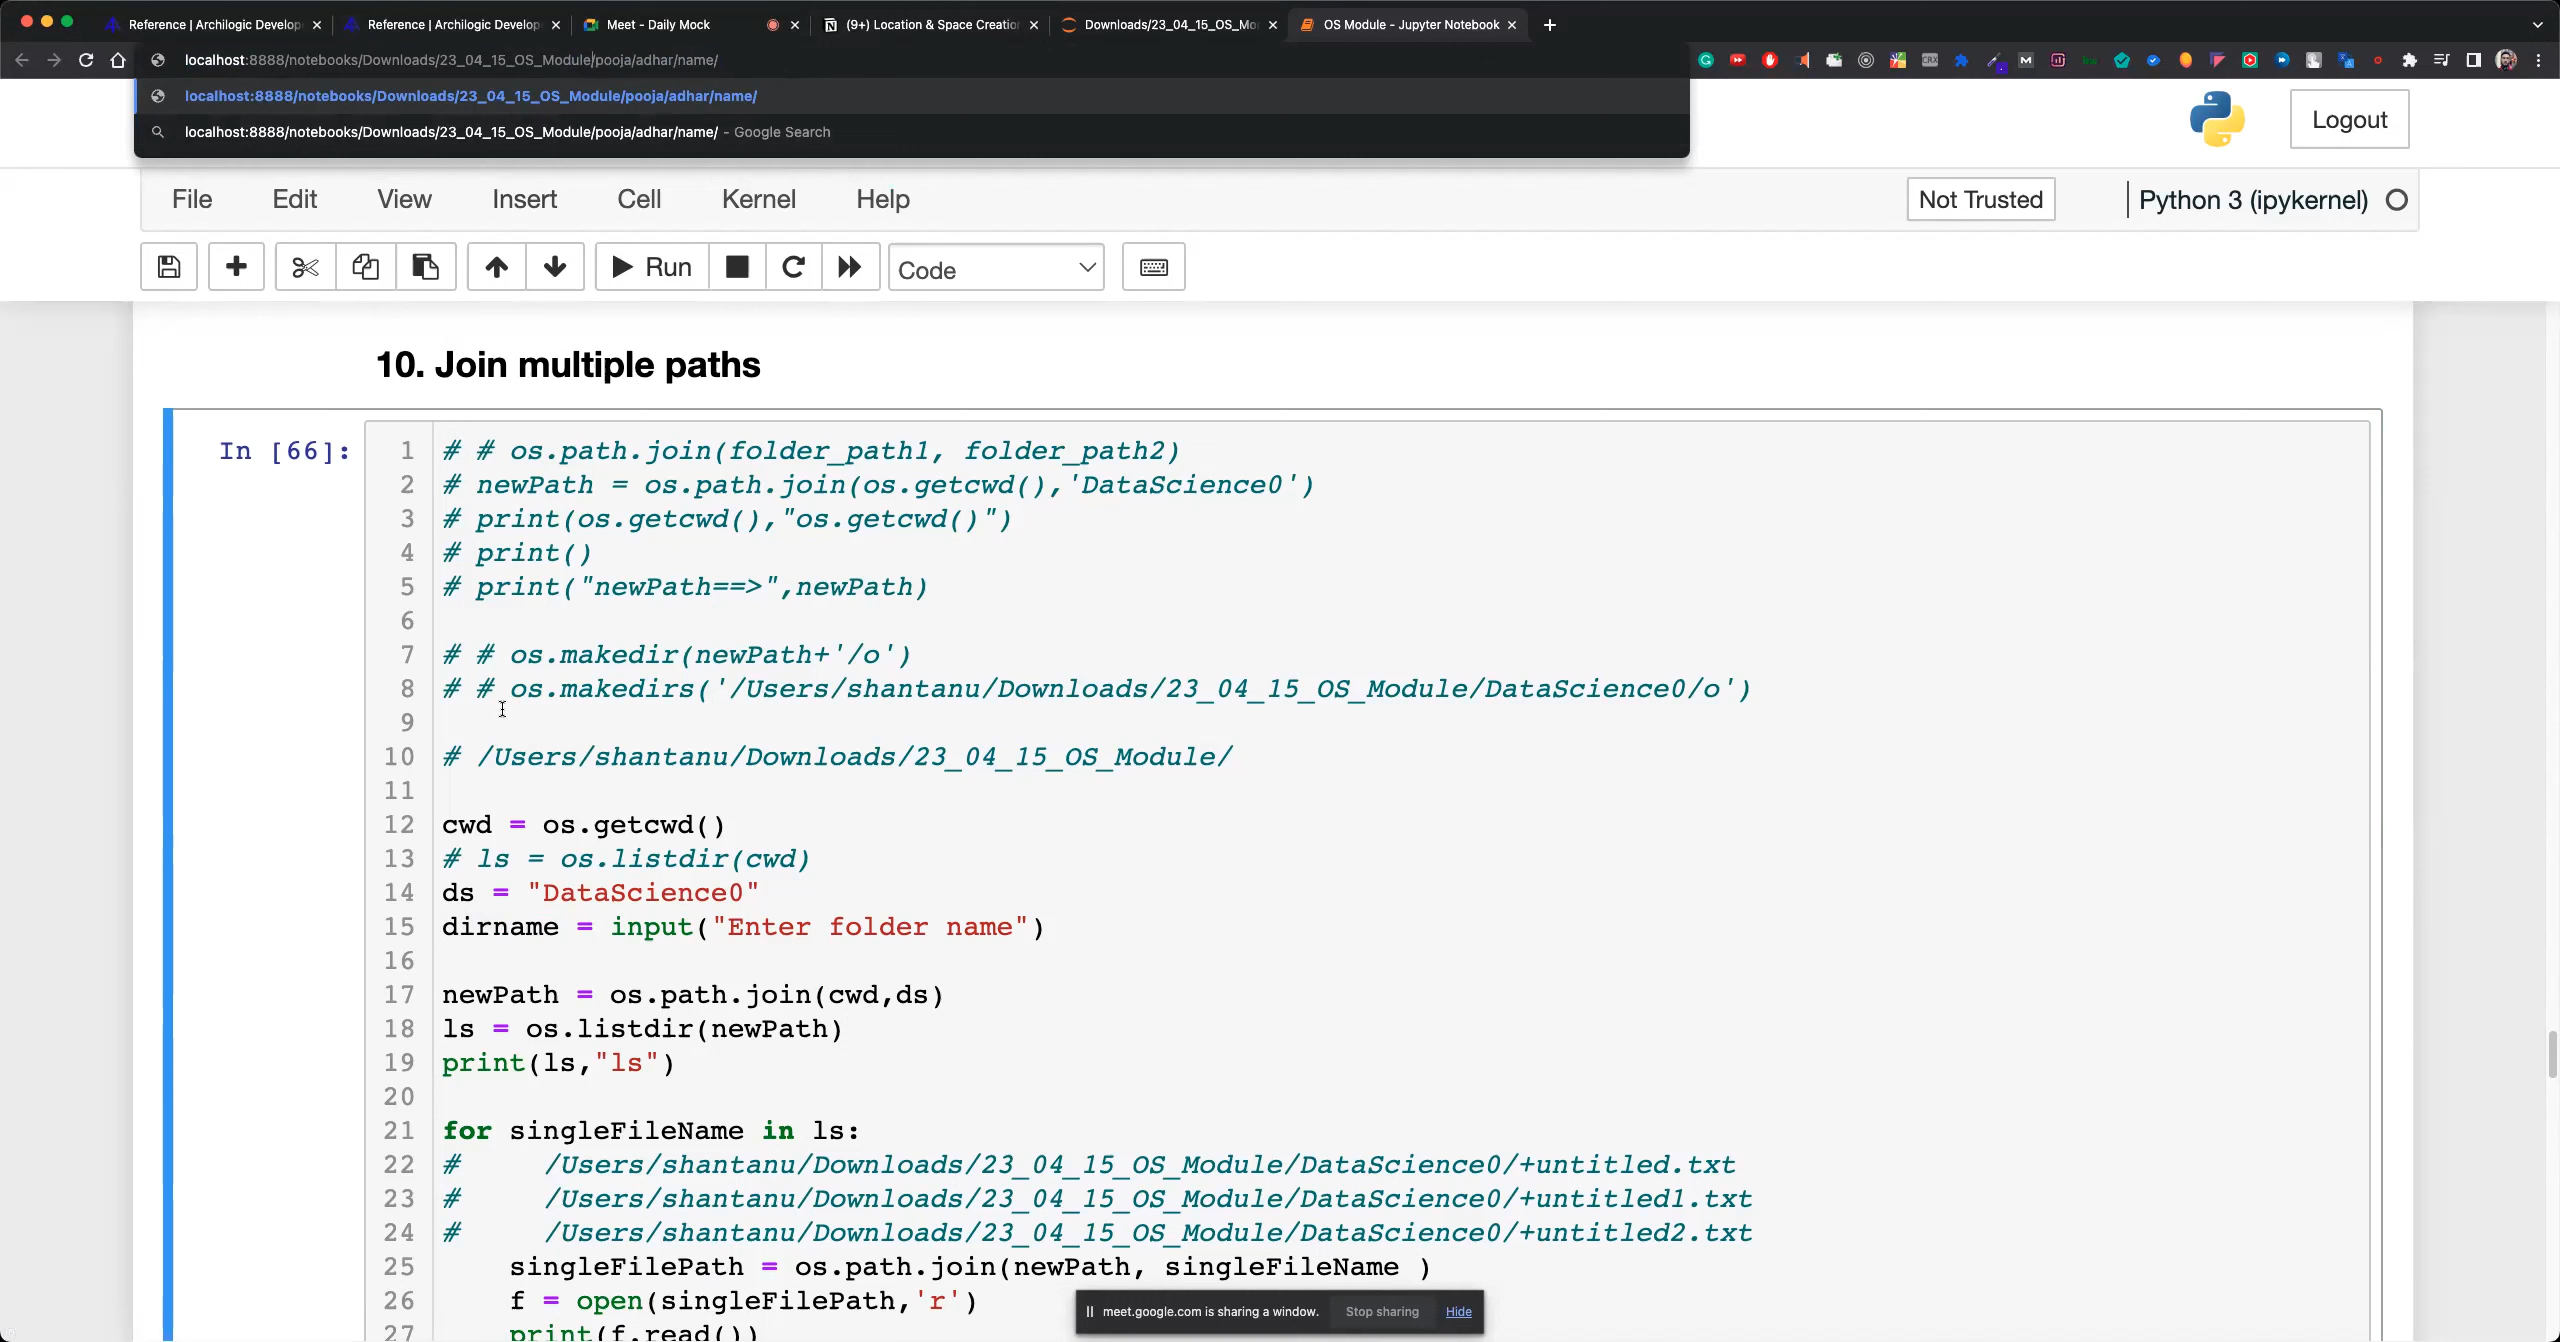 Reference | Archilogic Develop
Reference | Archilogic Develop
Meet - Daily Mock
(9+) Location & Space Creation
Downloads/23_04_15_OS_Mo
OS Module - Jupyter Notebook
localhost:8888/notebooks/Downloads/23_04_15_OS_Module/pooja/adhar/name/
localhost:8888/notebooks/Downloads/23_04_15_OS_Module/pooja/adhar/name/
localhost:8888/notebooks/Downloads/23_04_15_OS_Module/pooja/adhar/name/ - Google Search
Logout
File Edit View Insert Cell Kernel Help
Not Trusted
Python 3 (ipykernel)
Run
Code
10. Join multiple paths
In [66]:
1 # # os.path.join(folder_path1, folder_path2)
2 # newPath = os.path.join(os.getcwd(),'DataScience0')
3 # print(os.getcwd(),"os.getcwd()")
4 # print()
5 # print("newPath==>",newPath)
6
7 # # os.makedir(newPath+'/o')
8 # # os.makedirs('/Users/shantanu/Downloads/23_04_15_OS_Module/DataScience0/o')
9
10 # /Users/shantanu/Downloads/23_04_15_OS_Module/
11
12 cwd = os.getcwd()
13 # ls = os.listdir(cwd)
14 ds = "DataScience0"
15 dirname = input("Enter folder name")
16
17 newPath = os.path.join(cwd,ds)
18 ls = os.listdir(newPath)
19 print(ls,"ls")
20
21 for singleFileName in ls:
22 #     /Users/shantanu/Downloads/23_04_15_OS_Module/DataScience0/+untitled.txt
23 #     /Users/shantanu/Downloads/23_04_15_OS_Module/DataScience0/+untitled1.txt
24 #     /Users/shantanu/Downloads/23_04_15_OS_Module/DataScience0/+untitled2.txt
25     singleFilePath = os.path.join(newPath, singleFileName )
26     f = open(singleFilePath,'r')
27     print(f.read())
meet.google.com is sharing a window. Stop sharing Hide